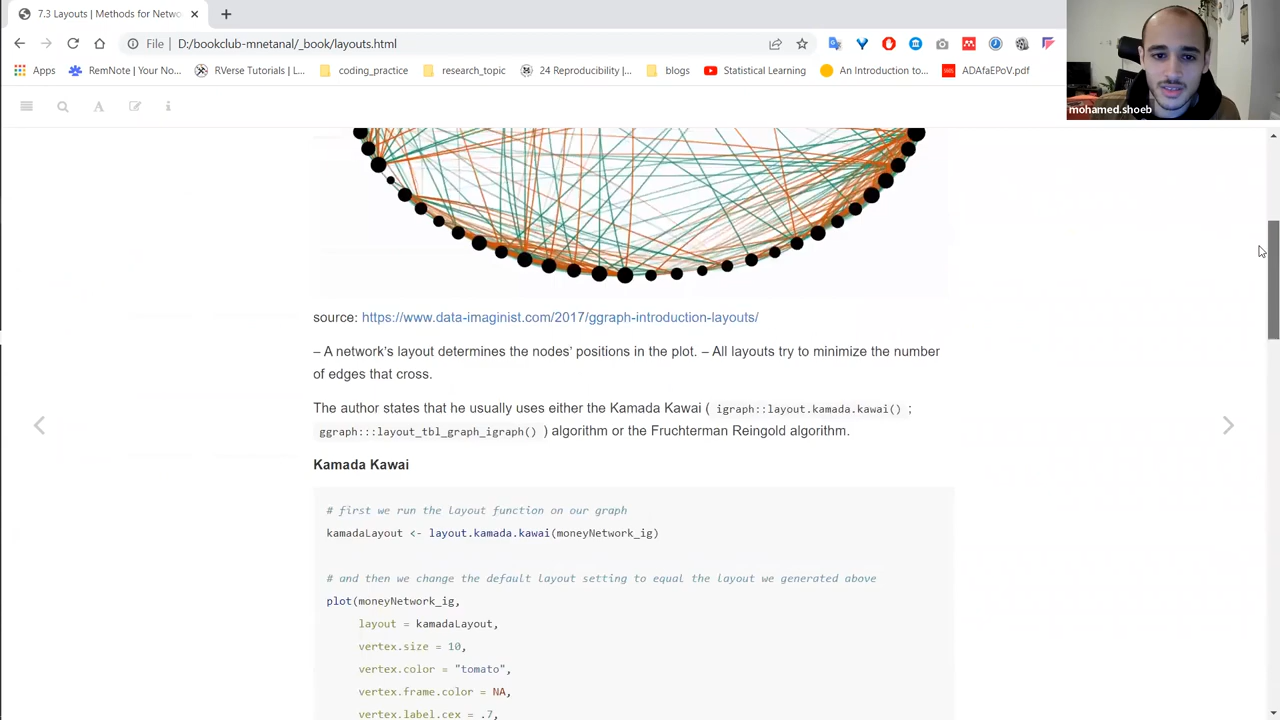 7.3 Layouts | Methods for Netwo
File | D:/bookclub-mnetanal/_book/layouts.html
Apps
RemNote | Your No...
RVersusTutorials | L...
coding_practice
research_topic
24 Reproducibility |...
blogs
Statistical Learning
An Introduction to...
ADAfaEPoV.pdf
mohamed.shoeb
source: https://www.data-imaginist.com/2017/ggraph-introduction-layouts/
– A network's layout determines the nodes' positions in the plot. – All layouts try to minimize the number
of edges that cross.
The author states that he usually uses either the Kamada Kawai ( igraph::layout.kamada.kawai() ;
ggraph:::layout_tbl_graph_igraph() ) algorithm or the Fruchterman Reingold algorithm.
Kamada Kawai
# first we run the layout function on our graph
kamadaLayout <- layout.kamada.kawai(moneyNetwork_ig)
# and then we change the default layout setting to equal the layout we generated above
plot(moneyNetwork_ig,
layout = kamadaLayout,
vertex.size = 10,
vertex.color = "tomato",
vertex.frame.color = NA,
vertex.label.cex = .7,